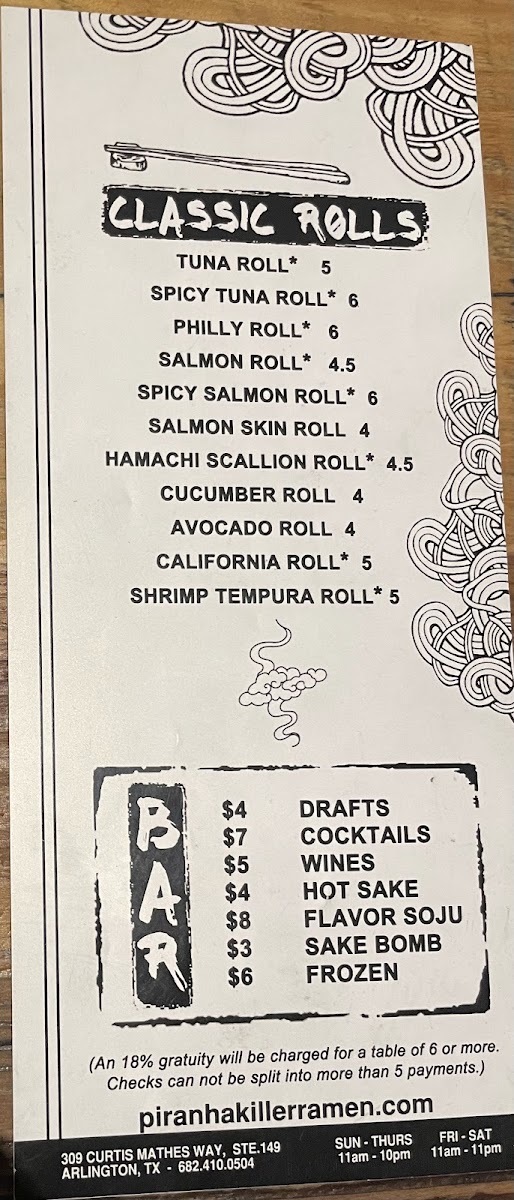 CLASSIC ROLLS
TUNA ROLL* 5
SPICY TUNA ROLL* 6
PHILLY ROLL* 6
SALMON ROLL* 4.5
SPICY SALMON ROLL* 6
SALMON SKIN ROLL 4
HAMACHI SCALLION ROLL* 4.5
CUCUMBER ROLL 4
AVOCADO ROLL 4
CALIFORNIA ROLL* 5
SHRIMP TEMPURA ROLL* 5
BAR
$4 DRAFTS
$7 COCKTAILS
$5 WINES
$4 HOT SAKE
$8 FLAVOR SOJU
$3 SAKE BOMB
$6 FROZEN
(An 18% gratuity will be charged for a table of 6 or more.
Checks can not be split into more than 5 payments.)
piranhakillerramen.com
309 CURTIS MATHES WAY, STE.149
ARLINGTON, TX - 682.410.0504
SUN - THURS
11am - 10pm
FRI - SAT
11am - 11pm